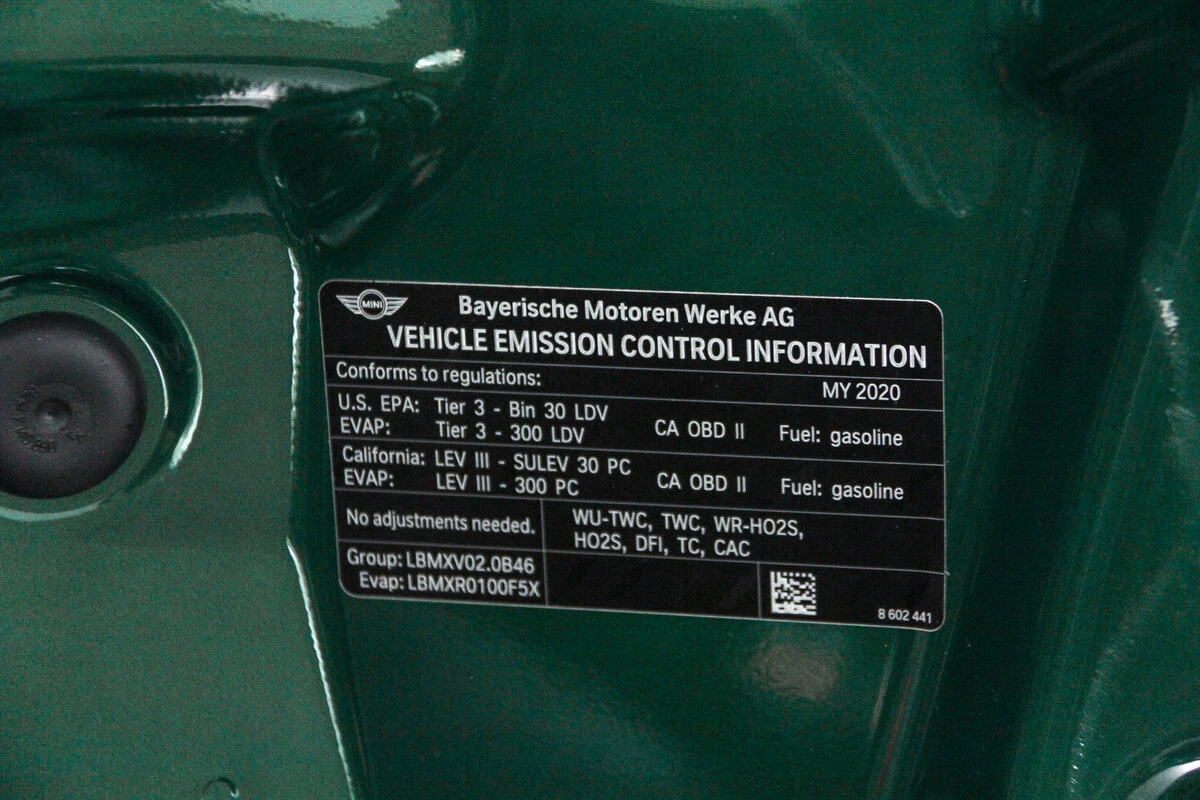 MINI
Bayerische Motoren Werke AG
VEHICLE EMISSION CONTROL INFORMATION
Conforms to regulations: MY 2020
U.S. EPA: Tier 3 - Bin 30 LDV CA OBD II Fuel: gasoline
EVAP: Tier 3 - 300 LDV
California: LEV III - SULEV 30 PC CA OBD II Fuel: gasoline
EVAP: LEV III - 300 PC
No adjustments needed. WU-TWC, TWC, WR-HO2S,
HO2S, DFI, TC, CAC
Group: LBMXV02.0B46
Evap: LBMXR0100F5X
8 602 441